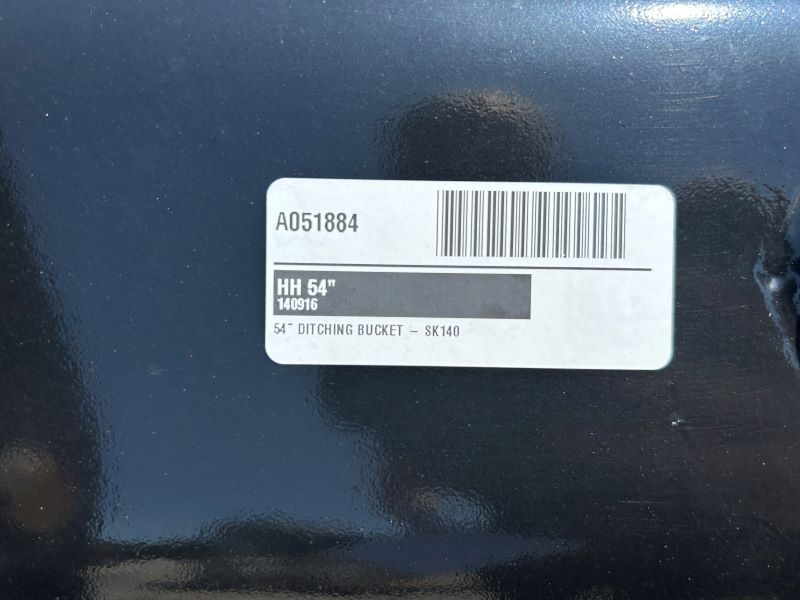 A051884
HH 54"
140916
54" DITCHING BUCKET – SK140